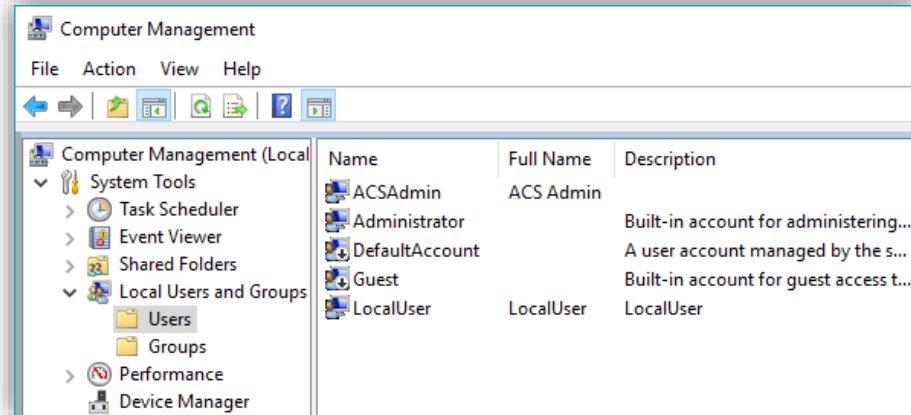 Computer Management
File Action View Help
Computer Management (Local
System Tools
Task Scheduler
Event Viewer
Shared Folders
Local Users and Groups
Users
Groups
Performance
Device Manager
Name Full Name Description
ACSAdmin ACS Admin
Administrator Built-in account for administering...
DefaultAccount A user account managed by the s...
Guest Built-in account for guest access t...
LocalUser LocalUser LocalUser